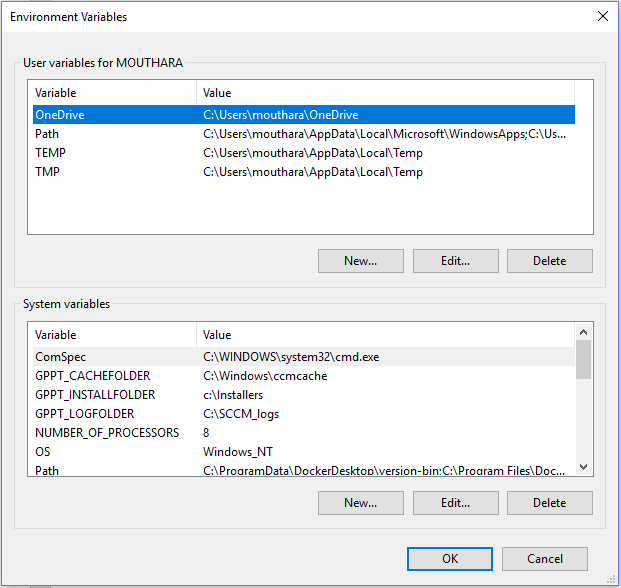 Environment Variables
User variables for MOUTHARA
Variable Value
OneDrive C:\Users\mouthara\OneDrive
Path C:\Users\mouthara\AppData\Local\Microsoft\WindowsApps;C:\Us...
TEMP C:\Users\mouthara\AppData\Local\Temp
TMP C:\Users\mouthara\AppData\Local\Temp
New... Edit... Delete
System variables
Variable Value
ComSpec C:\WINDOWS\system32\cmd.exe
GPPT_CACHEFOLDER C:\Windows\ccmcache
GPPT_INSTALLFOLDER c:\Installers
GPPT_LOGFOLDER C:\SCCM_logs
NUMBER_OF_PROCESSORS 8
OS Windows_NT
Path C:\ProgramData\DockerDesktop\version-bin;C:\Program Files\Doc...
New... Edit... Delete
OK Cancel